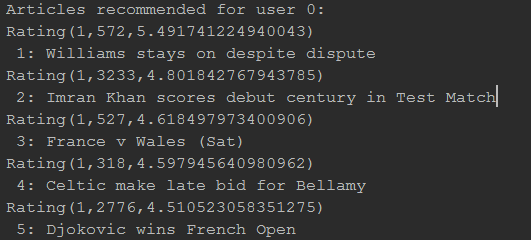 Articles recommended for user 0:
Rating(1,572,5.491741224940043)
1: Williams stays on despite dispute
Rating(1,3233,4.801842767943785)
2: Imran Khan scores debut century in Test Match
Rating(1,527,4.618497973400906)
3: France v Wales (Sat)
Rating(1,318,4.597945640980962)
4: Celtic make late bid for Bellamy
Rating(1,2776,4.510523058351275)
5: Djokovic wins French Open